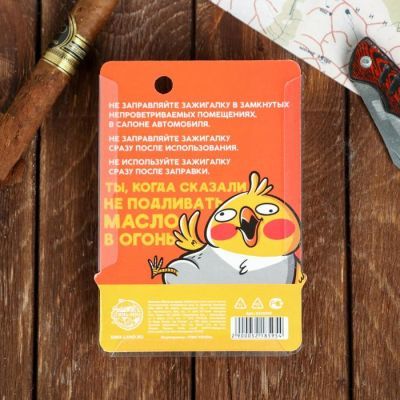 НЕ ЗАПРАВЛЯЙТЕ ЗАЖИГАЛКУ В ЗАМКНУТЫХ
НЕПРОВЕТРИВАЕМЫХ ПОМЕЩЕНИЯХ,
В САЛОНЕ АВТОМОБИЛЯ.
НЕ ЗАПРАВЛЯЙТЕ ЗАЖИГАЛКУ
СРАЗУ ПОСЛЕ ИСПОЛЬЗОВАНИЯ.
НЕ ИСПОЛЬЗУЙТЕ ЗАЖИГАЛКУ
СРАЗУ ПОСЛЕ ЗАПРАВКИ.
ТЫ, КОГДА СКАЗАЛИ
НЕ ПОДЛИВАТЬ
МАСЛО
В ОГОНЬ